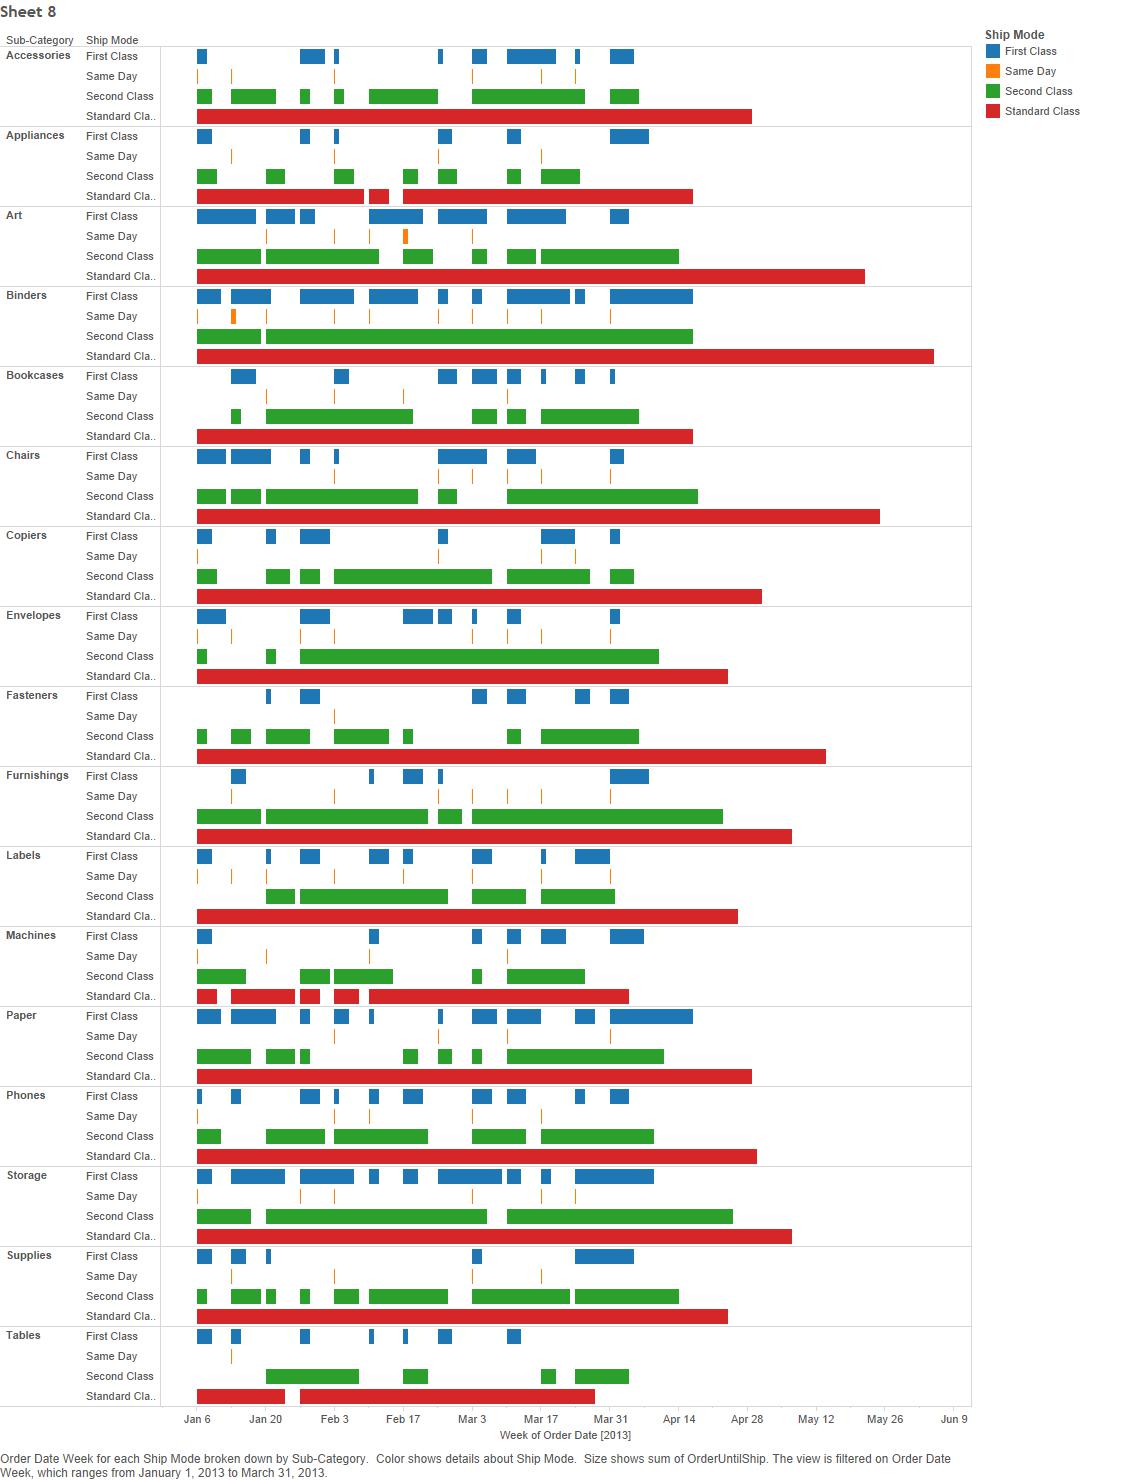 Sheet 8
Sub-Category Ship Mode
Accessories First Class
Same Day
Second Class
Standard Cla..
Appliances First Class
Same Day
Second Class
Standard Cla..
Art First Class
Same Day
Second Class
Standard Cla..
Binders First Class
Same Day
Second Class
Standard Cla..
Bookcases First Class
Same Day
Second Class
Standard Cla..
Chairs First Class
Same Day
Second Class
Standard Cla..
Copiers First Class
Same Day
Second Class
Standard Cla..
Envelopes First Class
Same Day
Second Class
Standard Cla..
Fasteners First Class
Same Day
Second Class
Standard Cla..
Furnishings First Class
Same Day
Second Class
Standard Cla..
Labels First Class
Same Day
Second Class
Standard Cla..
Machines First Class
Same Day
Second Class
Standard Cla..
Paper First Class
Same Day
Second Class
Standard Cla..
Phones First Class
Same Day
Second Class
Standard Cla..
Storage First Class
Same Day
Second Class
Standard Cla..
Supplies First Class
Same Day
Second Class
Standard Cla..
Tables First Class
Same Day
Second Class
Standard Cla..
Jan 6 Jan 20 Feb 3 Feb 17 Mar 3 Mar 17 Mar 31 Apr 14 Apr 28 May 12 May 26 Jun 9
Week of Order Date [2013]
Ship Mode
First Class
Same Day
Second Class
Standard Class
Order Date Week for each Ship Mode broken down by Sub-Category. Color shows details about Ship Mode. Size shows sum of OrderUntilShip. The view is filtered on Order Date
Week, which ranges from January 1, 2013 to March 31, 2013.